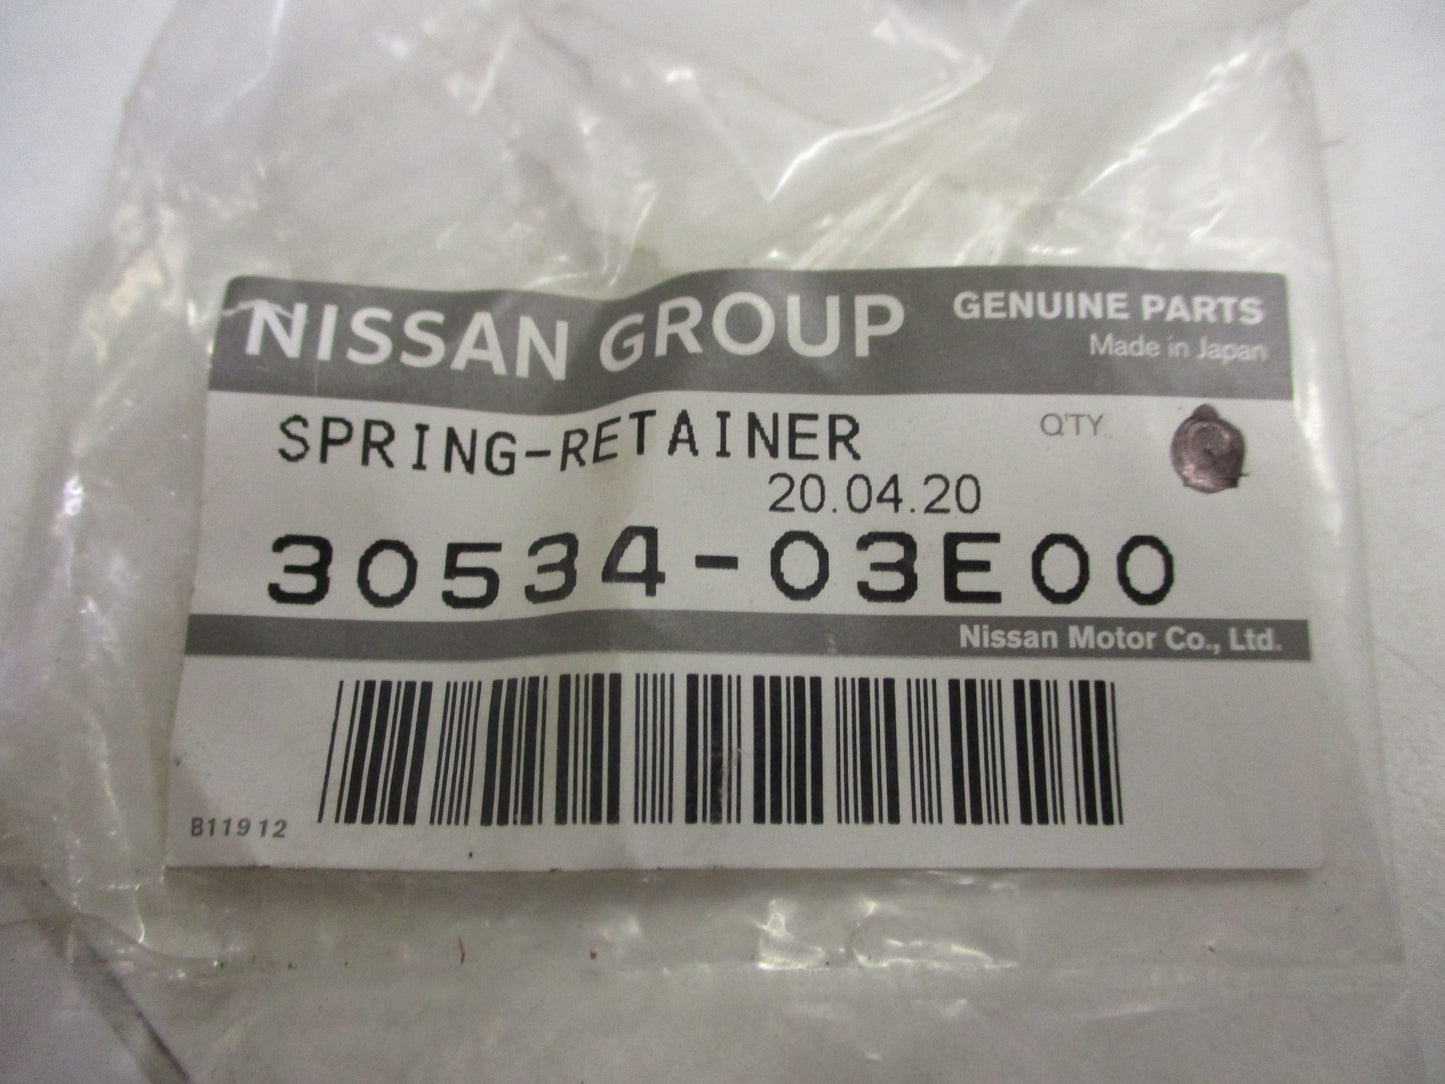 NISSAN GROUP
GENUINE PARTS
Made in Japan
SPRING-RETAINER
Q'TY
20.04.20
30534-03E00
Nissan Motor Co., Ltd.
B11912